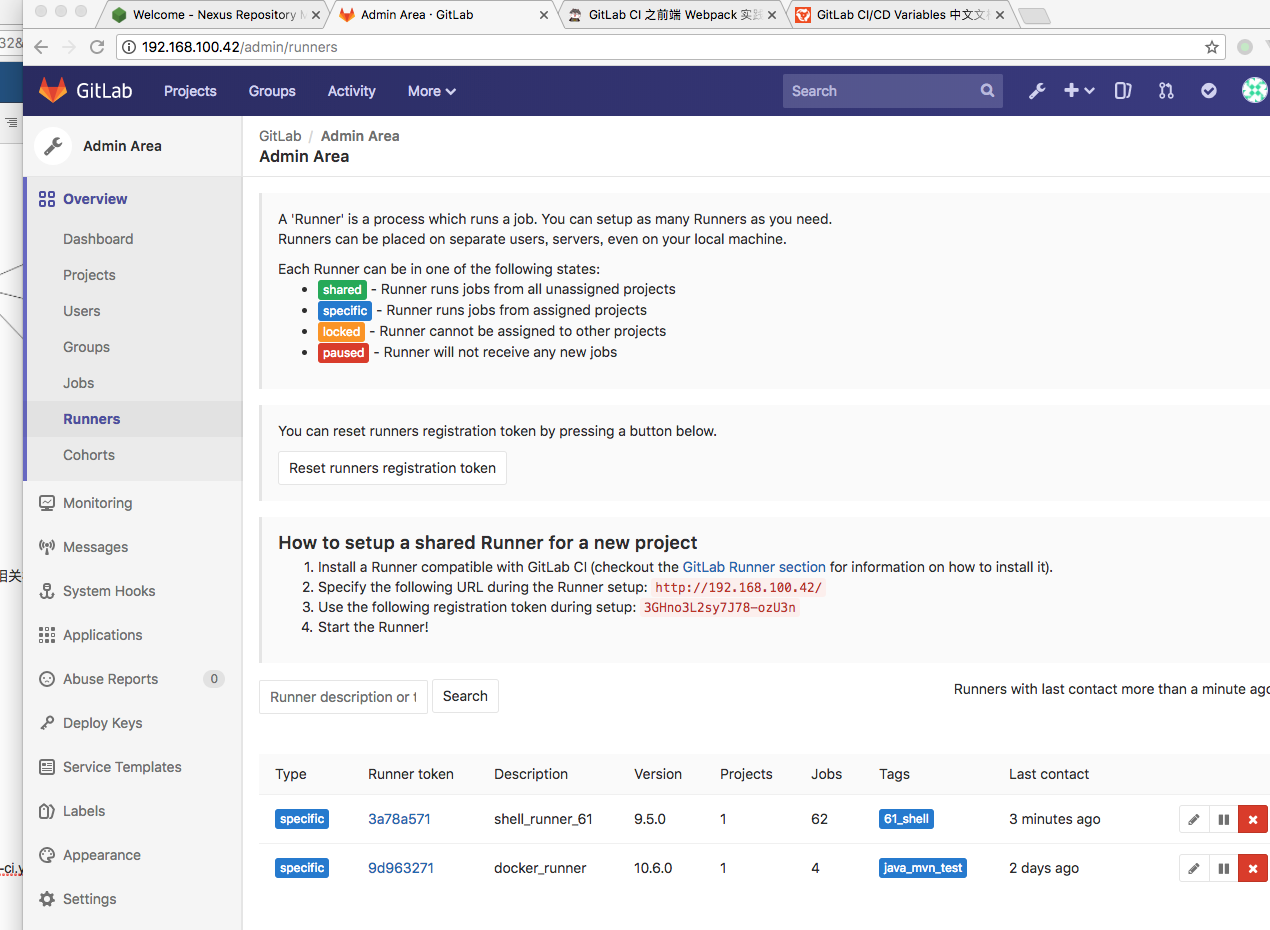 Welcome - Nexus Repository M
Admin Area · GitLab
GitLab CI 之前端 Webpack 实践
GitLab CI/CD Variables 中文文档
192.168.100.42/admin/runners
32&
GitLab
Projects
Groups
Activity
More
Search
Admin Area
GitLab / Admin Area
Admin Area
Overview
Dashboard
Projects
Users
Groups
Jobs
Runners
Cohorts
Monitoring
Messages
System Hooks
Applications
Abuse Reports 0
Deploy Keys
Service Templates
Labels
Appearance
Settings
相关
-ci.y
A 'Runner' is a process which runs a job. You can setup as many Runners as you need.
Runners can be placed on separate users, servers, even on your local machine.
Each Runner can be in one of the following states:
• shared - Runner runs jobs from all unassigned projects
• specific - Runner runs jobs from assigned projects
• locked - Runner cannot be assigned to other projects
• paused - Runner will not receive any new jobs
You can reset runners registration token by pressing a button below.
Reset runners registration token
How to setup a shared Runner for a new project
1. Install a Runner compatible with GitLab CI (checkout the GitLab Runner section for information on how to install it).
2. Specify the following URL during the Runner setup: http://192.168.100.42/
3. Use the following registration token during setup: 3GHno3L2sy7J78-ozU3n
4. Start the Runner!
Runner description or t
Search
Runners with last contact more than a minute ago
Type Runner token Description Version Projects Jobs Tags Last contact
specific 3a78a571 shell_runner_61 9.5.0 1 62 61_shell 3 minutes ago
specific 9d963271 docker_runner 10.6.0 1 4 java_mvn_test 2 days ago